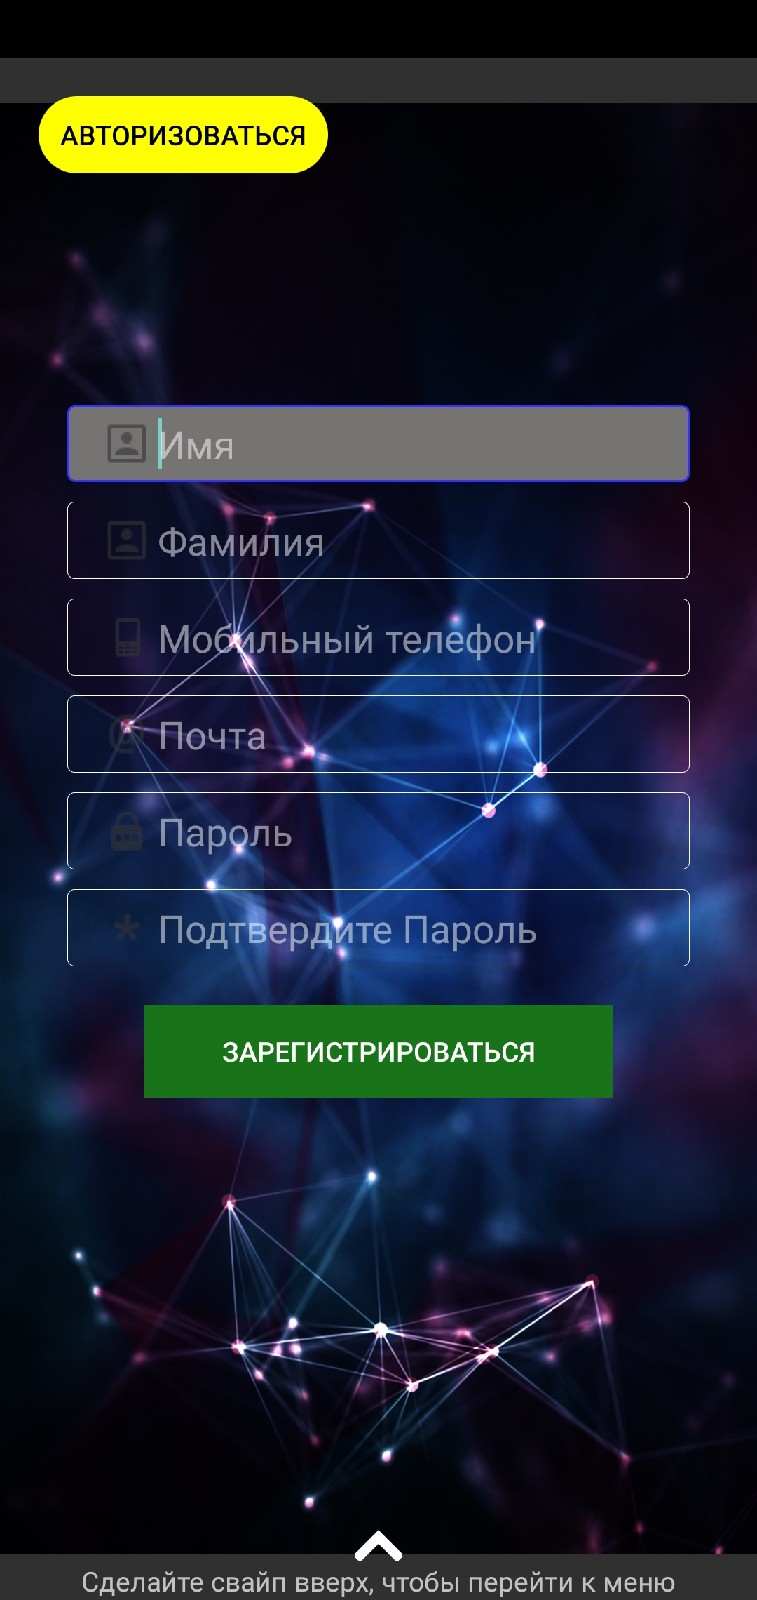 АВТОРИЗОВАТЬСЯ
Имя
Фамилия
Мобильный телефон
Почта
Пароль
Подтвердите Пароль
ЗАРЕГИСТРИРОВАТЬСЯ
Сделайте свайп вверх, чтобы перейти к меню